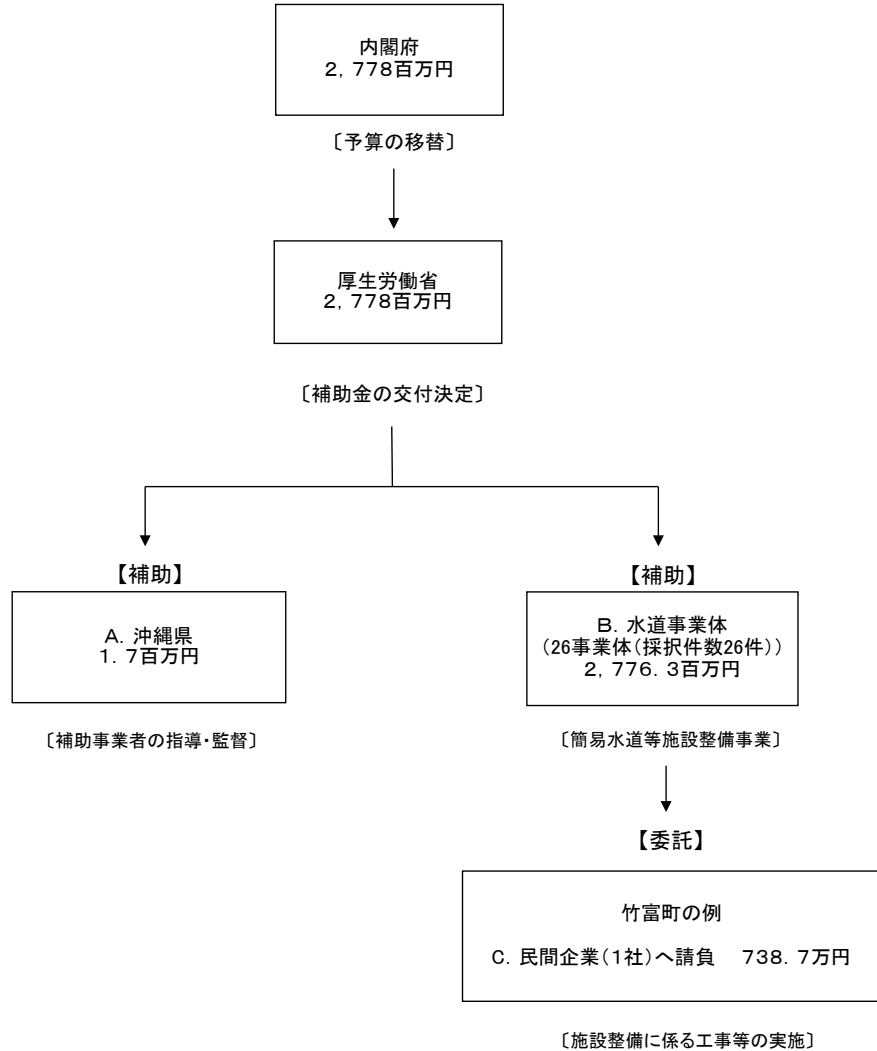 内閣府
２，７７８百万円
〔予算の移替〕
厚生労働省
２，７７８百万円
〔補助金の交付決定〕
【補助】
A．沖縄県
１．７百万円
〔補助事業者の指導・監督〕
【補助】
B．水道事業体
（26事業体（採択件数26件））
２，７７６．３百万円
〔簡易水道等施設整備事業〕
【委託】
竹富町の例
C．民間企業（１社）へ請負　７３８．７万円
〔施設整備に係る工事等の実施〕